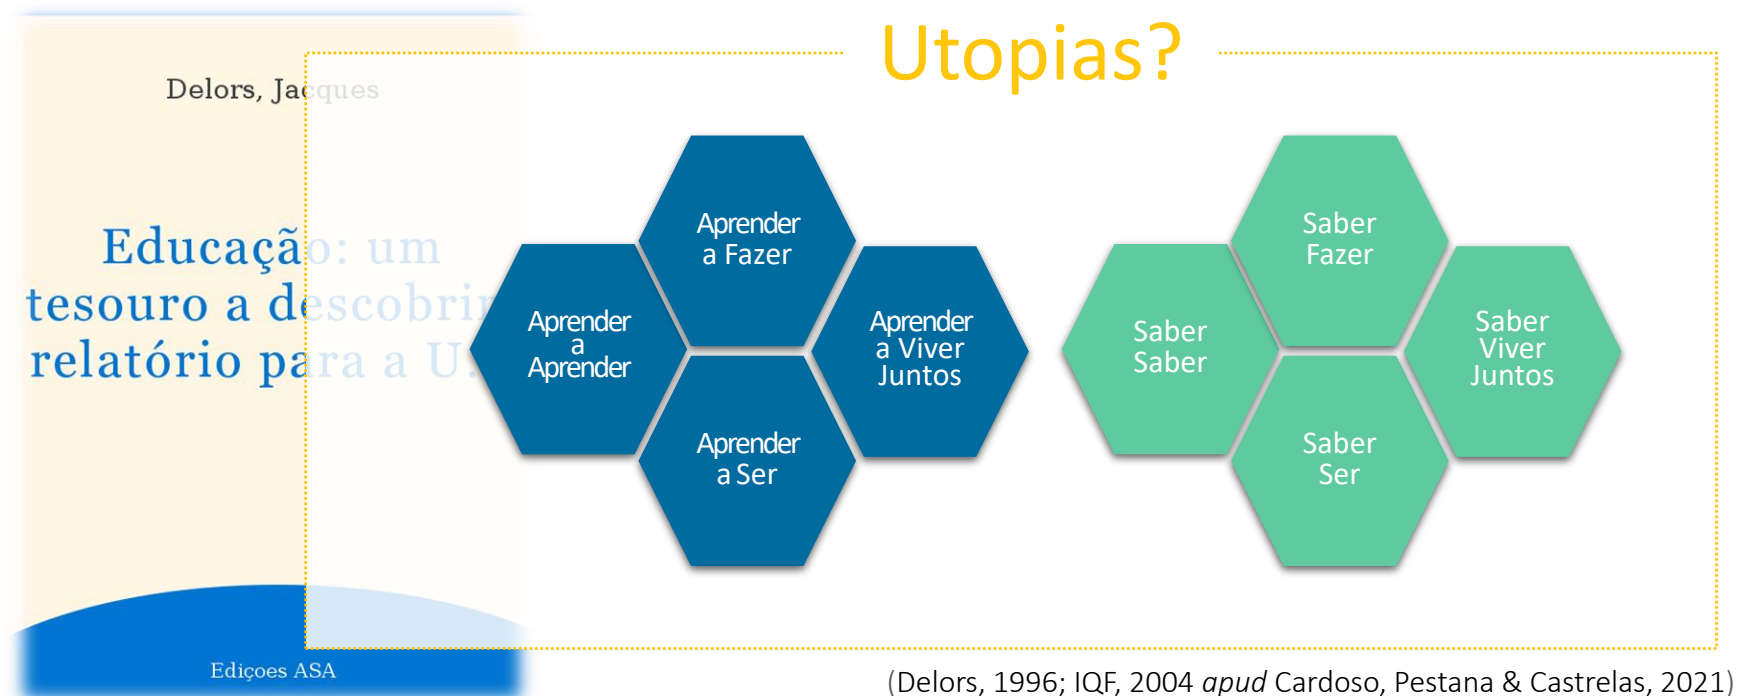 Utopias?
Delors, Jacques
Educação: um
tesouro a descobrir
relatório para a U
Ediçoes ASA
Aprender
a Fazer
Aprender
a
Aprender
Aprender
a Viver
Juntos
Aprender
a Ser
Saber
Fazer
Saber
Saber
Saber
Viver
Juntos
Saber
Ser
(Delors, 1996; IQF, 2004 apud Cardoso, Pestana & Castrelas, 2021)